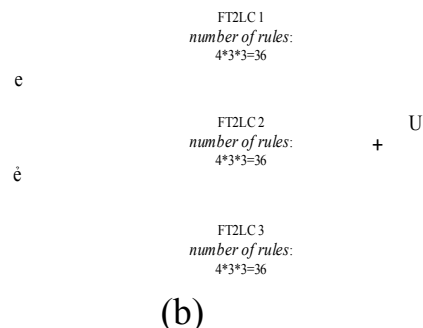 FT2LC 1
number of rules:
4*3*3=36
e
FT2LC 2
number of rules:
4*3*3=36
+
U
ė
FT2LC 3
number of rules:
4*3*3=36
(b)